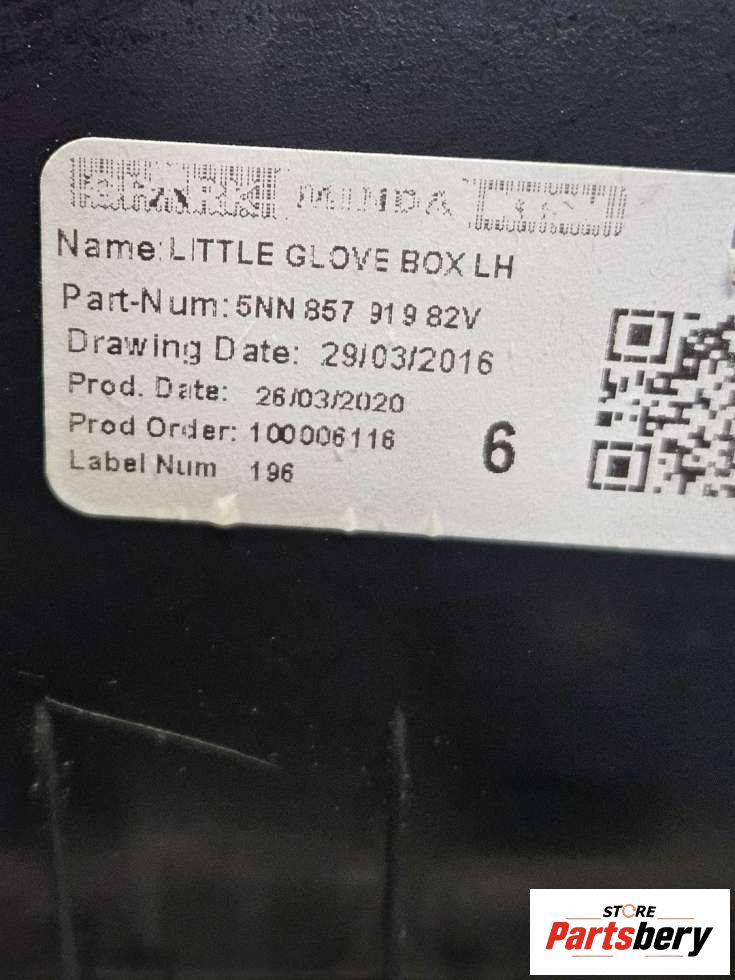 MINDA
Name: LITTLE GLOVE BOX LH
Part-Num: 5NN 857 919 82V
Drawing Date: 29/03/2016
Prod. Date: 26/03/2020
Prod Order: 100006116
6
Label Num 196
STORE
Partsbery